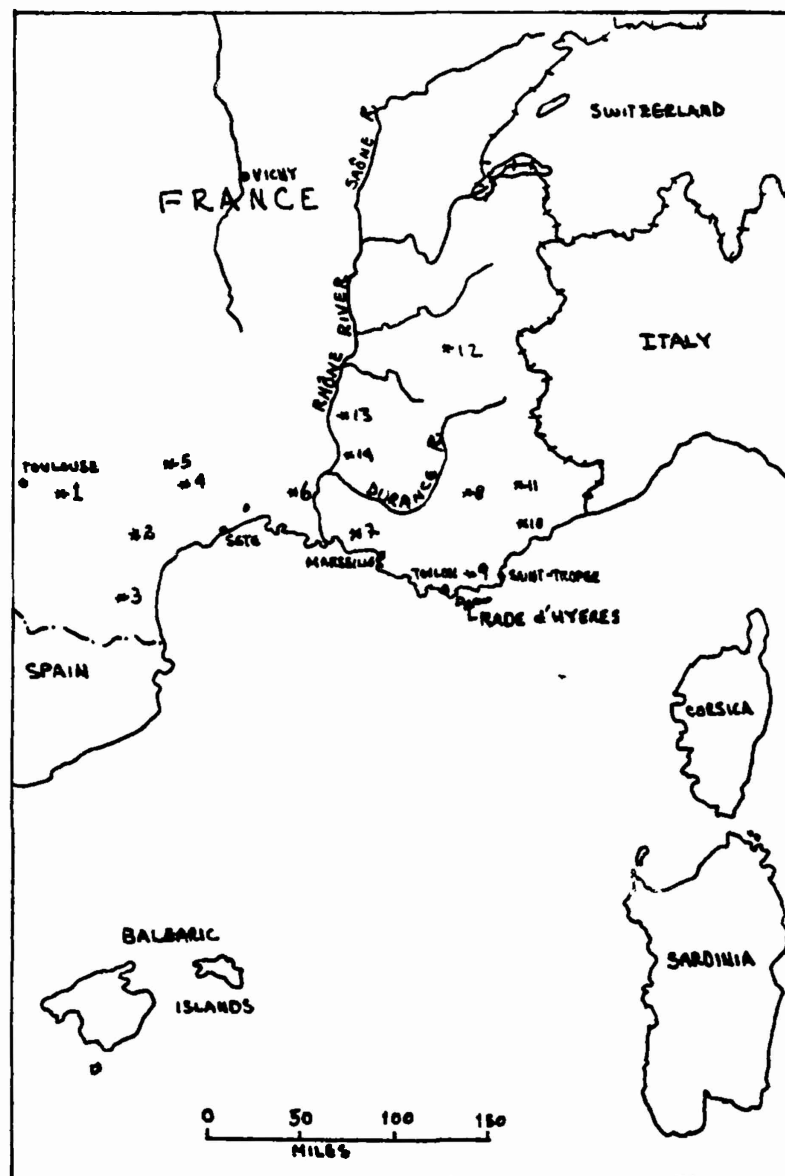 SWITZERLAND
SAÔNE R.
VICHY
FRANCE
RHÔNE RIVER
ITALY
*12
*13
*14
DURANCE R.
TOULOUSE
*1
*5
*4
*6
*8
*11
*2
SETE
*7
*10
MARSEILLE
TOULON
*9
SAINT-TROPEZ
*3
RADE d'HYERES
SPAIN
CORSICA
BALEARIC
ISLANDS
SARDINIA
0 50 100 150
MILES